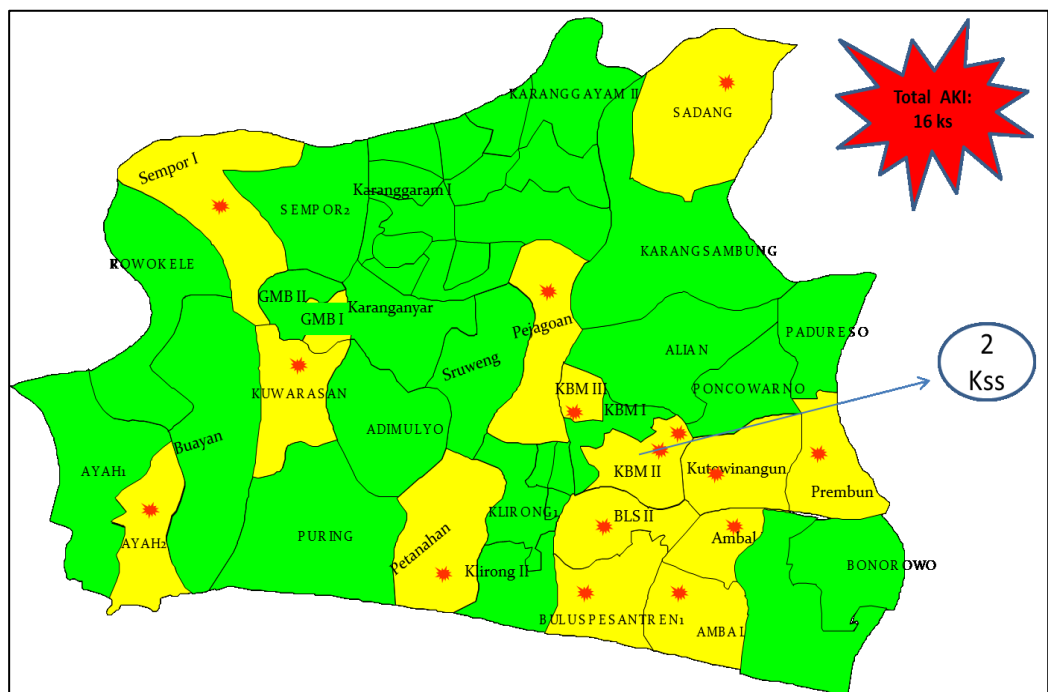 Total AKI:
16 ks
KARANGGAYAM II
SADANG
Sempor I
Karanggaram I
SEMPOR2
KARANGSAMBUNG
ROWOKELE
GMB II
Karanganyar
GMB I
Pejagoan
PADURESO
ALIAN
2
Kss
Sruweng
PONCOWARNO
KUWARASAN
KBM III
KBM I
ADIMULYO
Buayan
AYAH1
KBM II
Kutowinangun
Prembun
KLIRONG1
BLS II
PURING
Petanahan
Ambal
AYAH2
Klirong II
BONOROWO
BULUSPESANTREN1
AMBAL